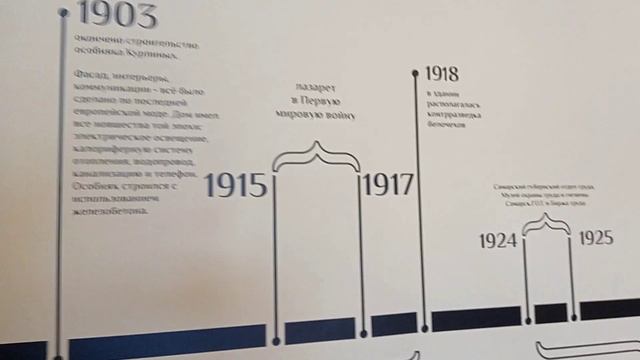 1903
окончено строительство
особняка Курлиных.
Фасад, интерьеры,
коммуникации - всё было
сделано по последней
европейской моде. Дом имел
все новшества той эпохи:
электрическое освещение,
калориферную систему
отопления, водопровод,
канализацию и телефон.
Особняк строился с
использованием
железобетона.
лазарет
в Первую
мировую войну
1915
1917
1918
в здании
располагалась
контрразведка
белочехов
Самарский губернский отдел труда,
Музей охраны труда и гигиены
Самарск.ГОТ. и Биржа труда
1924
1925